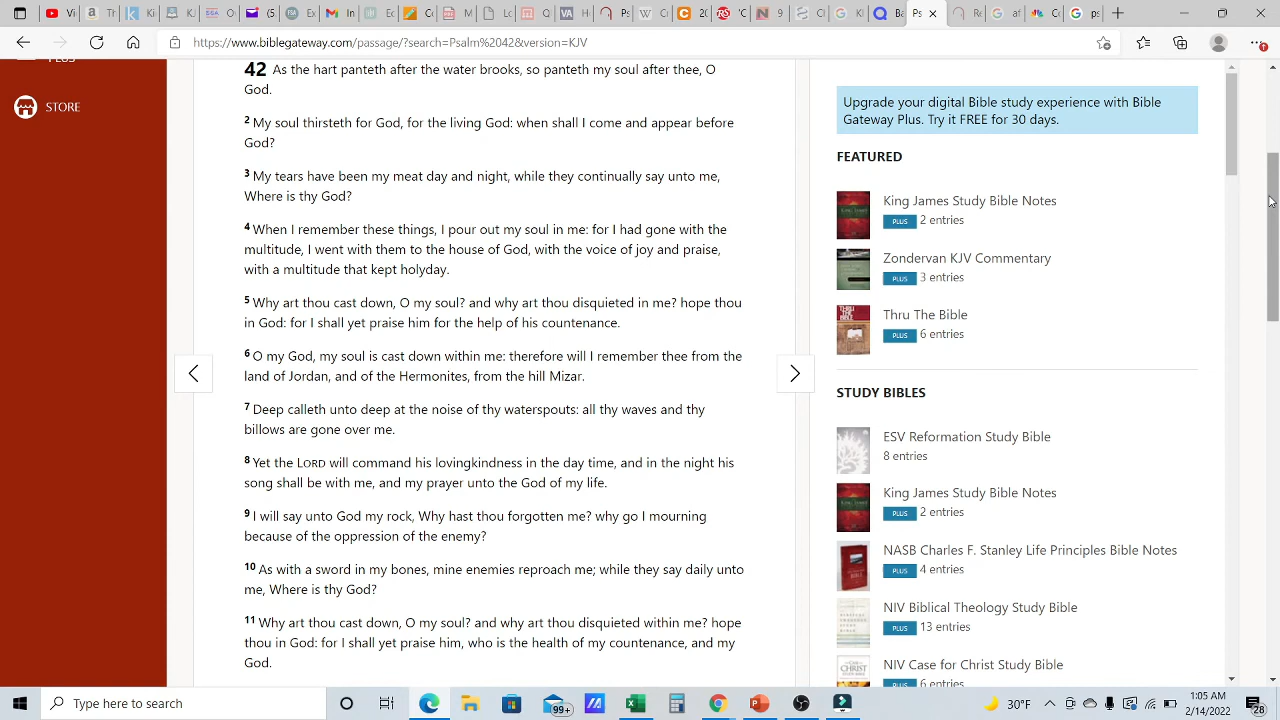 https://www.biblegateway.com/passage/?search=Psalm%2042&version=KJV
PLUS
STORE
42 As the hart panteth after the water brooks, so panteth my soul after thee, O
God.
2 My soul thirsteth for God, for the living God: when shall I come and appear before
God?
3 My tears have been my meat day and night, while they continually say unto me,
Where is thy God?
4 When I remember these things, I pour out my soul in me: for I had gone with the
multitude, I went with them to the house of God, with the voice of joy and praise,
with a multitude that kept holyday.
5 Why art thou cast down, O my soul? and why art thou disquieted in me? hope thou
in God: for I shall yet praise him for the help of his countenance.
6 O my God, my soul is cast down within me: therefore will I remember thee from the
land of Jordan, and of the Hermonites, from the hill Mizar.
7 Deep calleth unto deep at the noise of thy waterspouts: all thy waves and thy
billows are gone over me.
8 Yet the LORD will command his lovingkindness in the day time, and in the night his
song shall be with me, and my prayer unto the God of my life.
9 I will say unto God my rock, Why hast thou forgotten me? why go I mourning
because of the oppression of the enemy?
10 As with a sword in my bones, mine enemies reproach me; while they say daily unto
me, Where is thy God?
11 Why art thou cast down, O my soul? and why art thou disquieted within me? hope
thou in God: for I shall yet praise him, who is the health of my countenance, and my
God.
Upgrade your digital Bible study experience with Bible
Gateway Plus. Try it FREE for 30 days.
FEATURED
King James Study Bible Notes
PLUS 2 entries
Zondervan KJV Commentary
PLUS 3 entries
Thru The Bible
PLUS 6 entries
STUDY BIBLES
ESV Reformation Study Bible
8 entries
King James Study Bible Notes
PLUS 2 entries
NASB Charles F. Stanley Life Principles Bible Notes
PLUS 4 entries
NIV Biblical Theology Study Bible
PLUS 13 entries
NIV Case for Christ Study Bible
PLUS
Type here to search
99+
30°F
1:05 AM